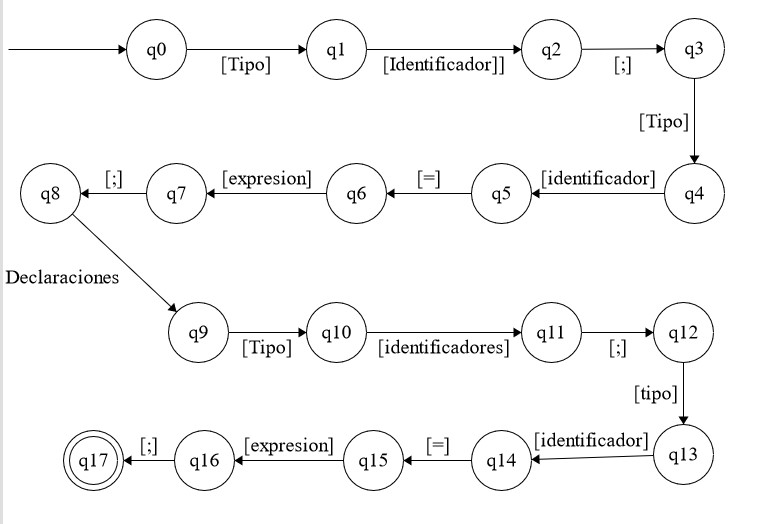 q0 [Tipo] q1 [Identificador]] q2 [;] q3
[Tipo]
q8 [;] q7 [expresion] q6 [=] q5 [identificador] q4
Declaraciones
q9 [Tipo] q10 [identificadores] q11 [;] q12
[tipo]
q17 [;] q16 [expresion] q15 [=] q14 [identificador] q13